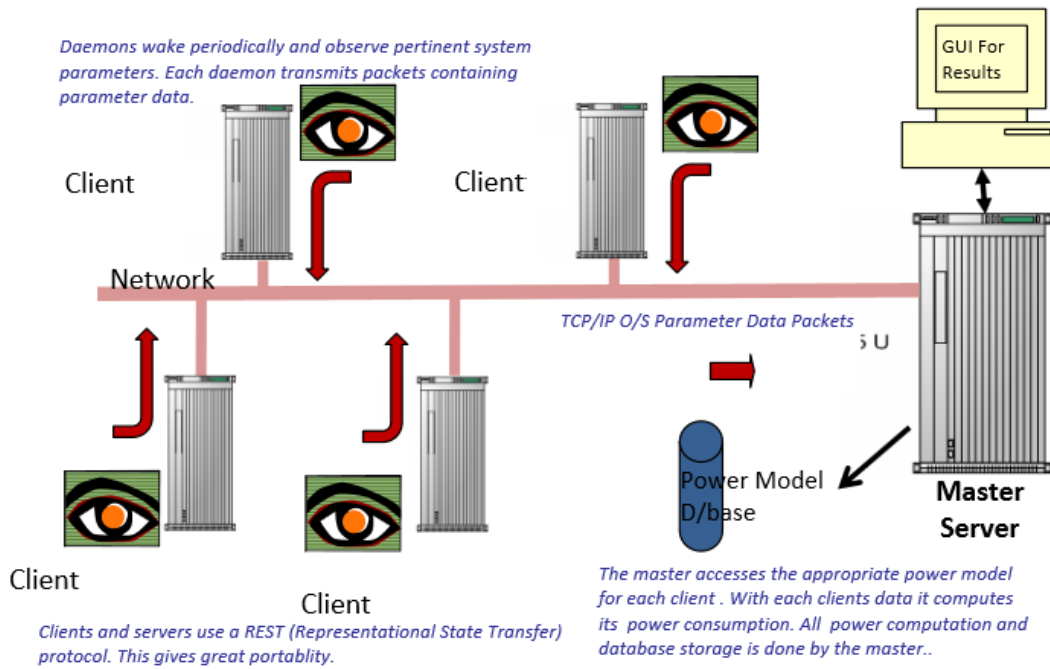 Daemons wake periodically and observe pertinent system
parameters. Each daemon transmits packets containing
parameter data.
GUI For
Results
Client
Client
Network
TCP/IP O/S Parameter Data Packets
5 U
Power Model
D/base
Master
Server
Client
Client
The master accesses the appropriate power model
for each client . With each clients data it computes
its power consumption. All power computation and
database storage is done by the master..
Clients and servers use a REST (Representational State Transfer)
protocol. This gives great portablity.